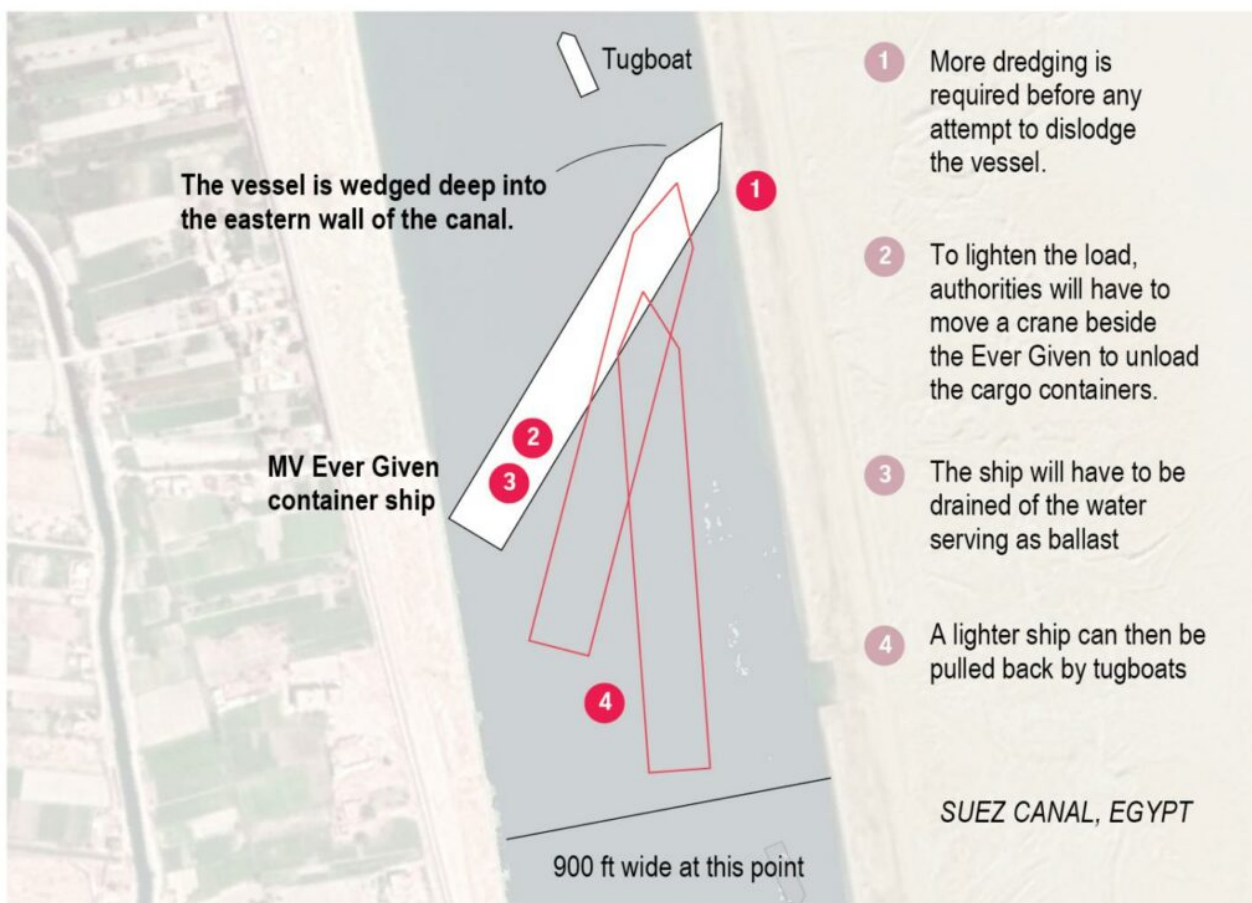 Tugboat
The vessel is wedged deep into
the eastern wall of the canal.
1
MV Ever Given
container ship
2
3
4
900 ft wide at this point
1
More dredging is
required before any
attempt to dislodge
the vessel.
2
To lighten the load,
authorities will have to
move a crane beside
the Ever Given to unload
the cargo containers.
3
The ship will have to be
drained of the water
serving as ballast
4
A lighter ship can then be
pulled back by tugboats
SUEZ CANAL, EGYPT